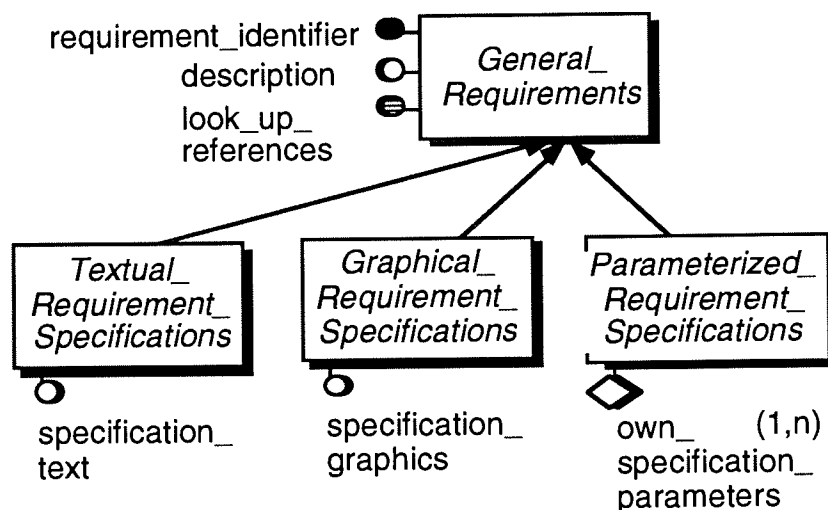 requirement_identifier
description
look_up_
references
General_
Requirements
Textual_
Requirement_
Specifications
Graphical_
Requirement_
Specifications
Parameterized_
Requirement_
Specifications
specification_
text
specification_
graphics
own_ (1,n)
specification_
parameters